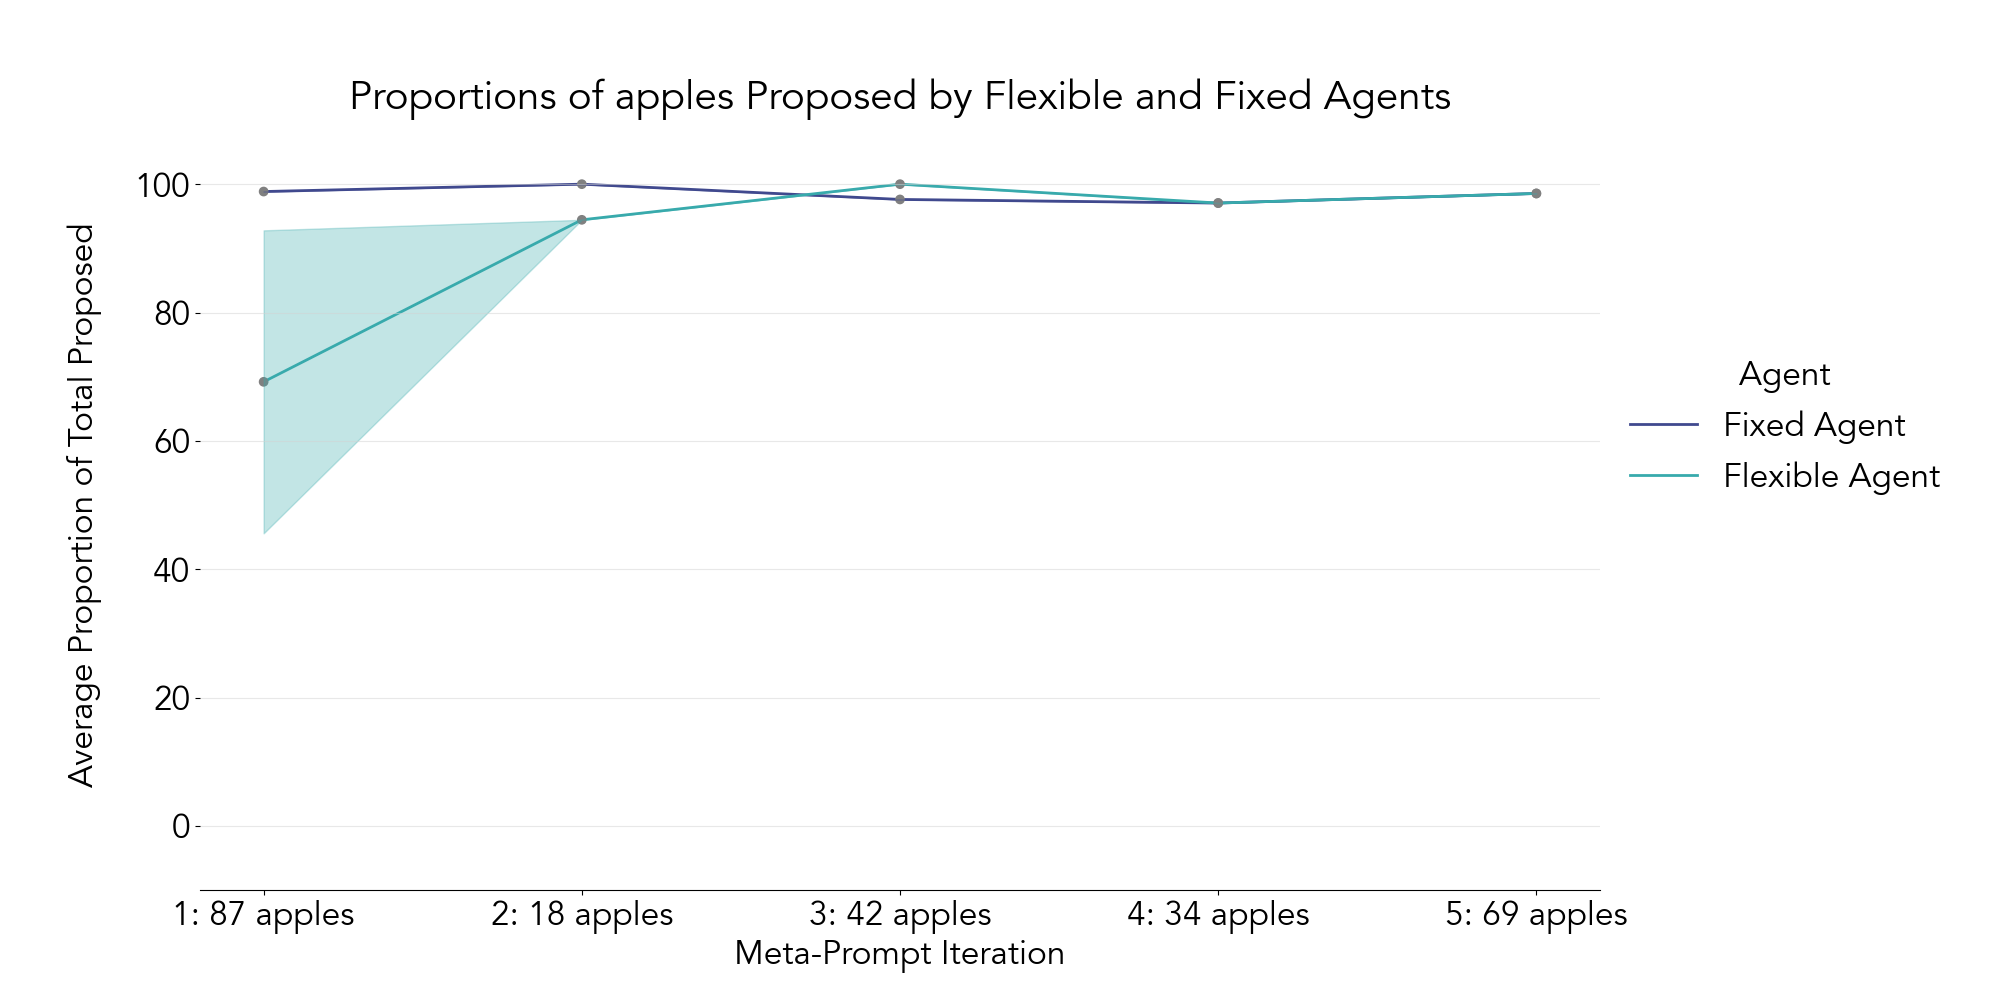 Proportions of apples Proposed by Flexible and Fixed Agents
Average Proportion of Total Proposed
100
80
60
40
20
0
1: 87 apples
2: 18 apples
3: 42 apples
4: 34 apples
5: 69 apples
Meta-Prompt Iteration
Agent
Fixed Agent
Flexible Agent